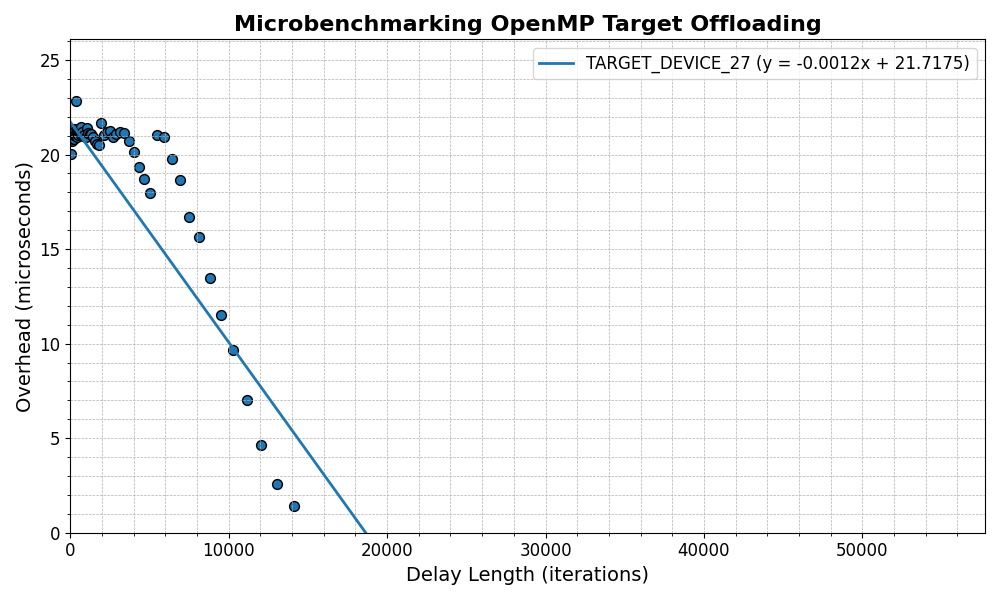 Microbenchmarking OpenMP Target Offloading
TARGET_DEVICE_27 (y = -0.0012x + 21.7175)
25
20
15
10
5
0
Overhead (microseconds)
0 10000 20000 30000 40000 50000
Delay Length (iterations)